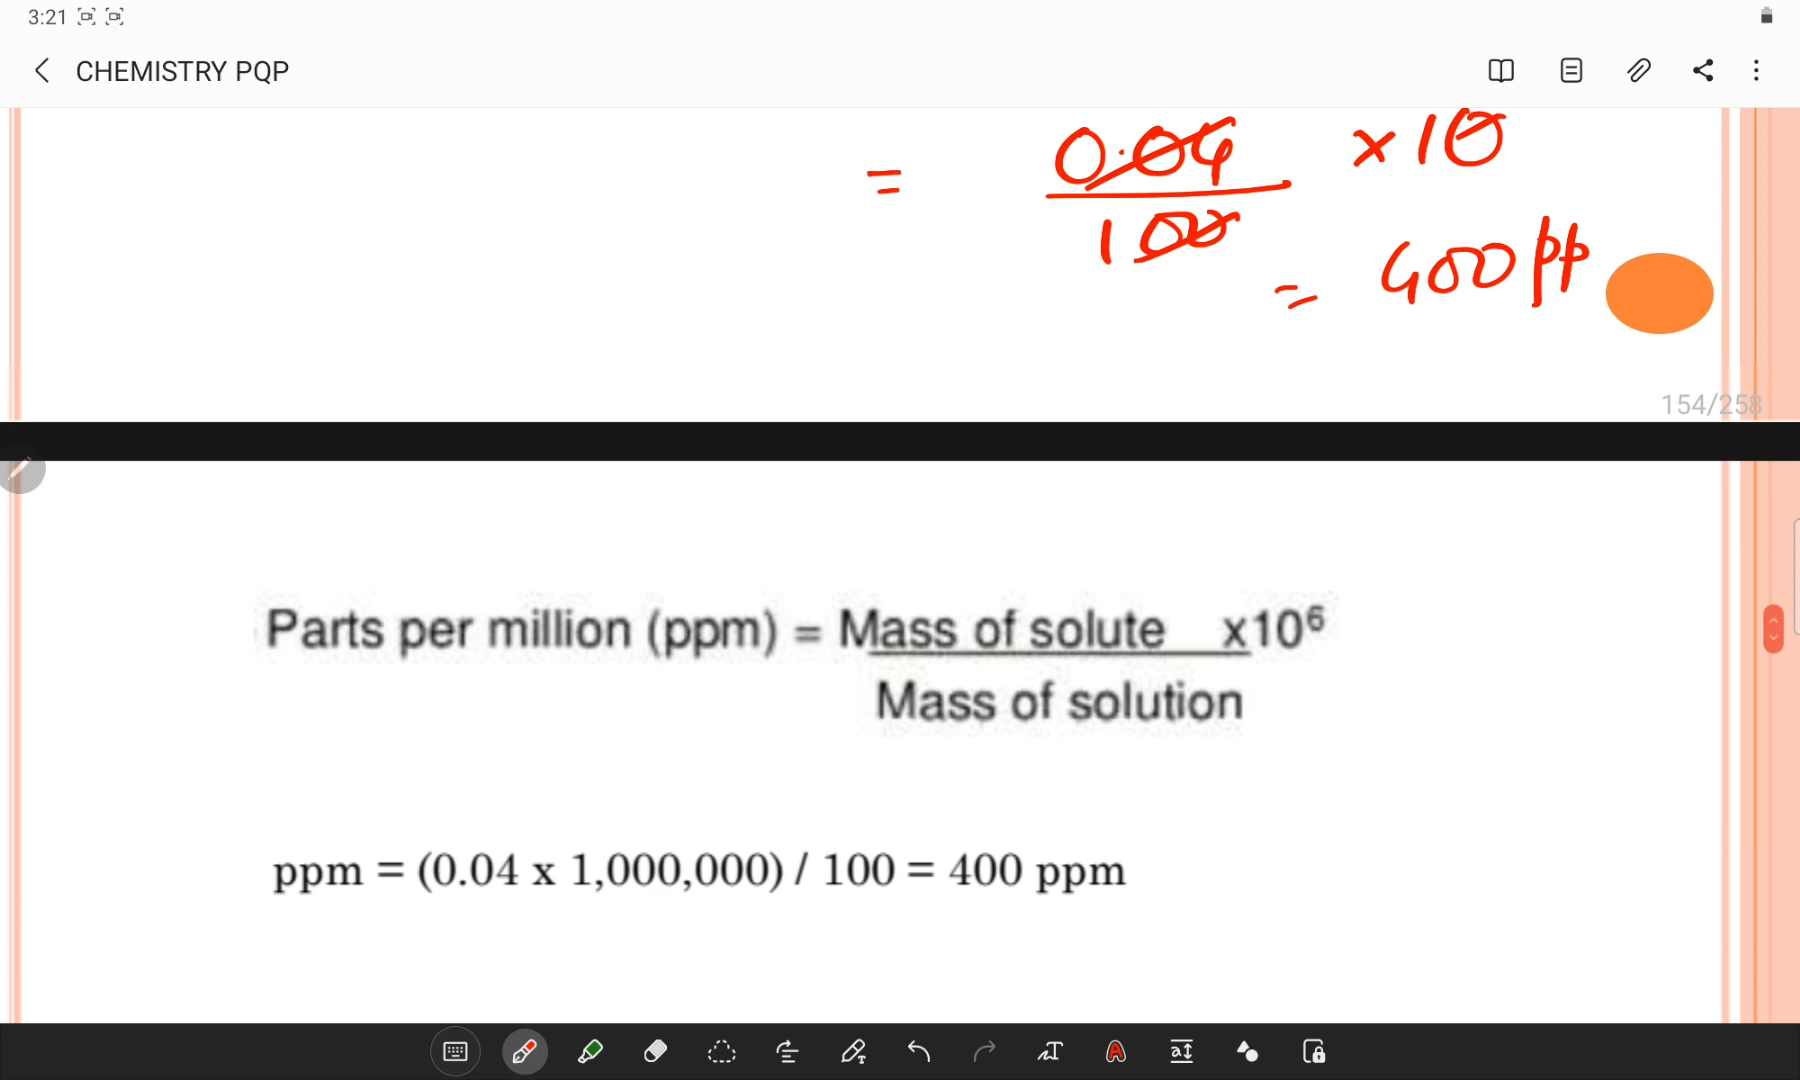 3:21
CHEMISTRY PQP
0.04 x10
=
100
= 400 pp
154/258
Parts per million (ppm) = Mass of solute x10⁶
Mass of solution
ppm = (0.04 x 1,000,000) / 100 = 400 ppm